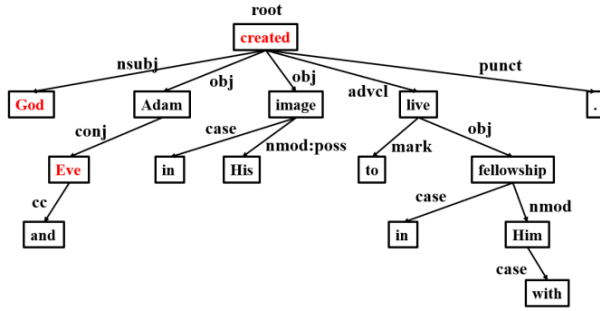 root
created
nsubj obj obj advcl punct
God Adam image live .
conj case nmod:poss mark obj
Eve in His to fellowship
cc case nmod
and in Him
case
with